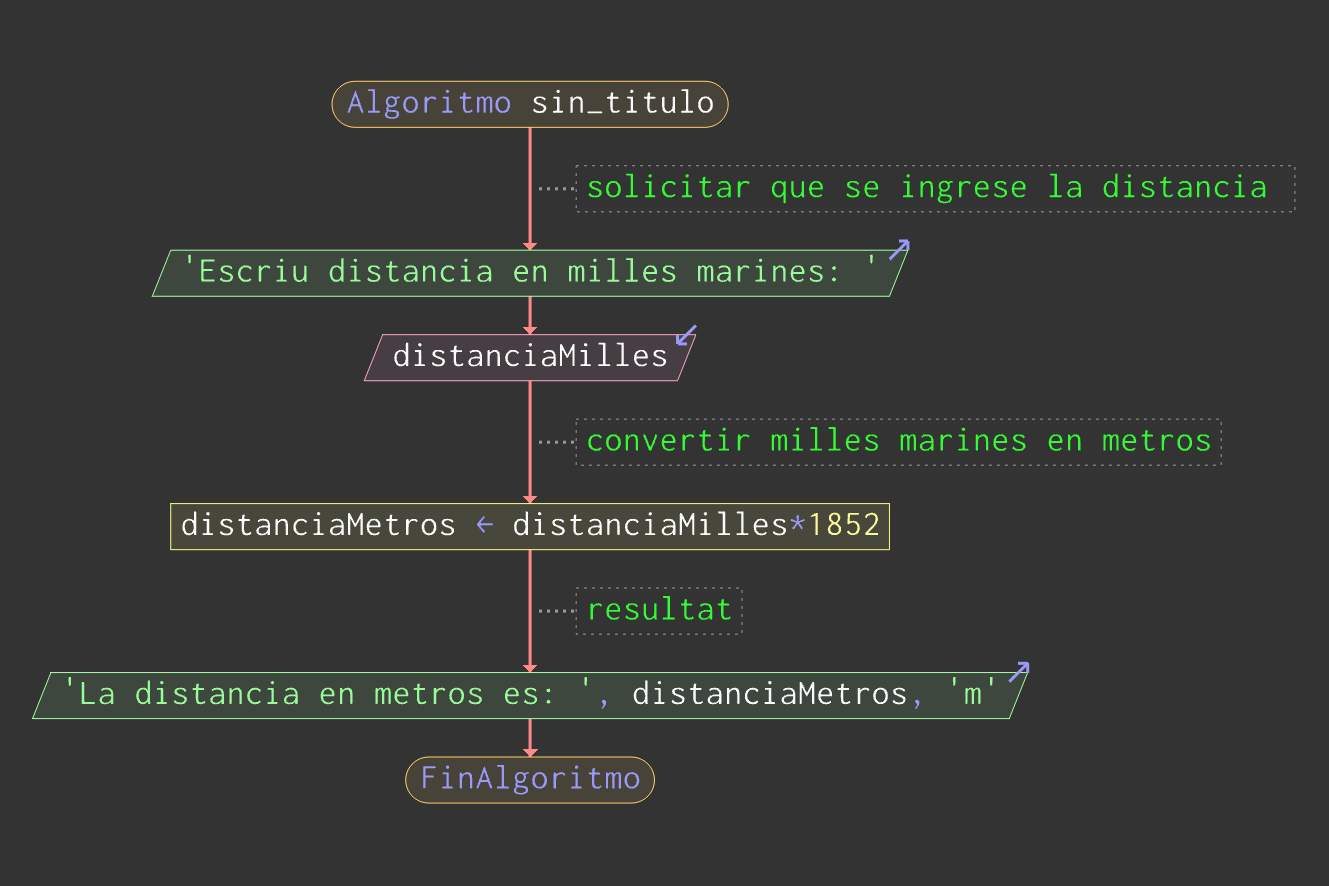 Algoritmo sin_titulo
solicitar que se ingrese la distancia
'Escriu distancia en milles marines: '
distanciaMilles
convertir milles marines en metros
distanciaMetros ← distanciaMilles*1852
resultat
'La distancia en metros es: ', distanciaMetros, 'm'
FinAlgoritmo